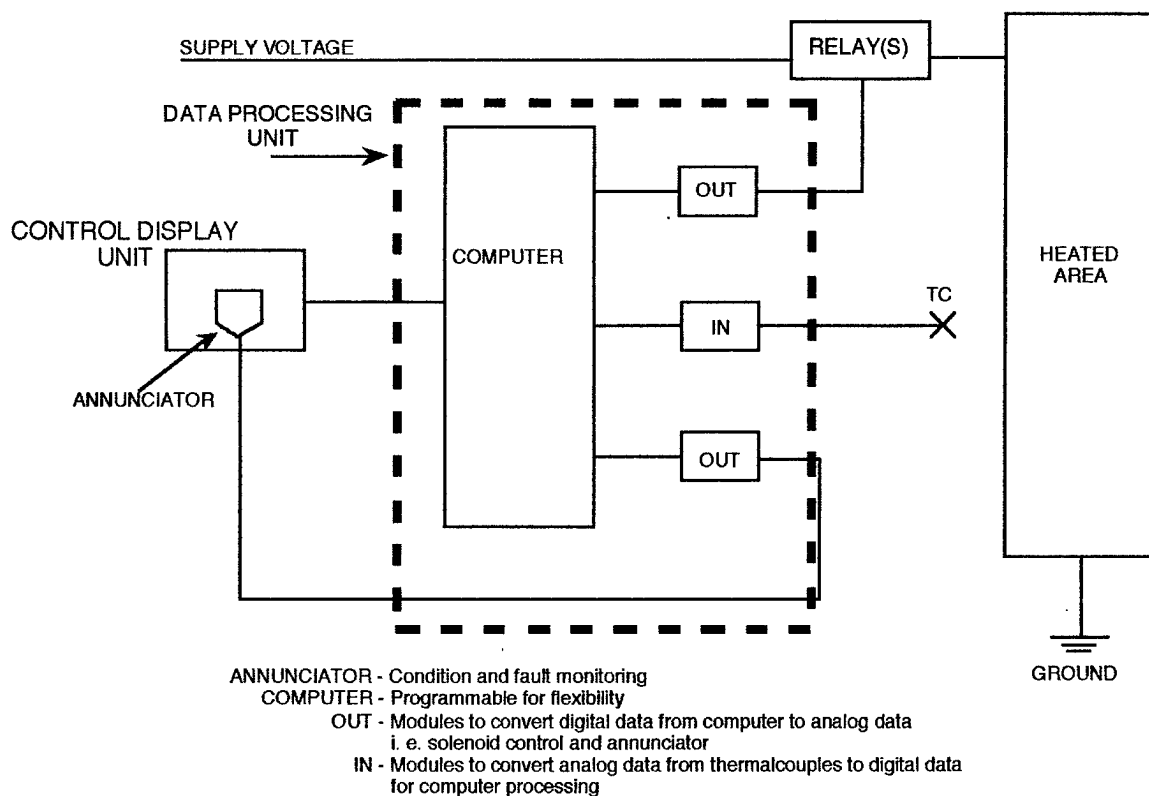 SUPPLY VOLTAGE
RELAY(S)
DATA PROCESSING
UNIT
OUT
CONTROL DISPLAY
UNIT
COMPUTER
HEATED
AREA
TC
IN
ANNUNCIATOR
OUT
GROUND
ANNUNCIATOR - Condition and fault monitoring
COMPUTER - Programmable for flexibility
OUT - Modules to convert digital data from computer to analog data
i. e. solenoid control and annunciator
IN - Modules to convert analog data from thermalcouples to digital data
for computer processing